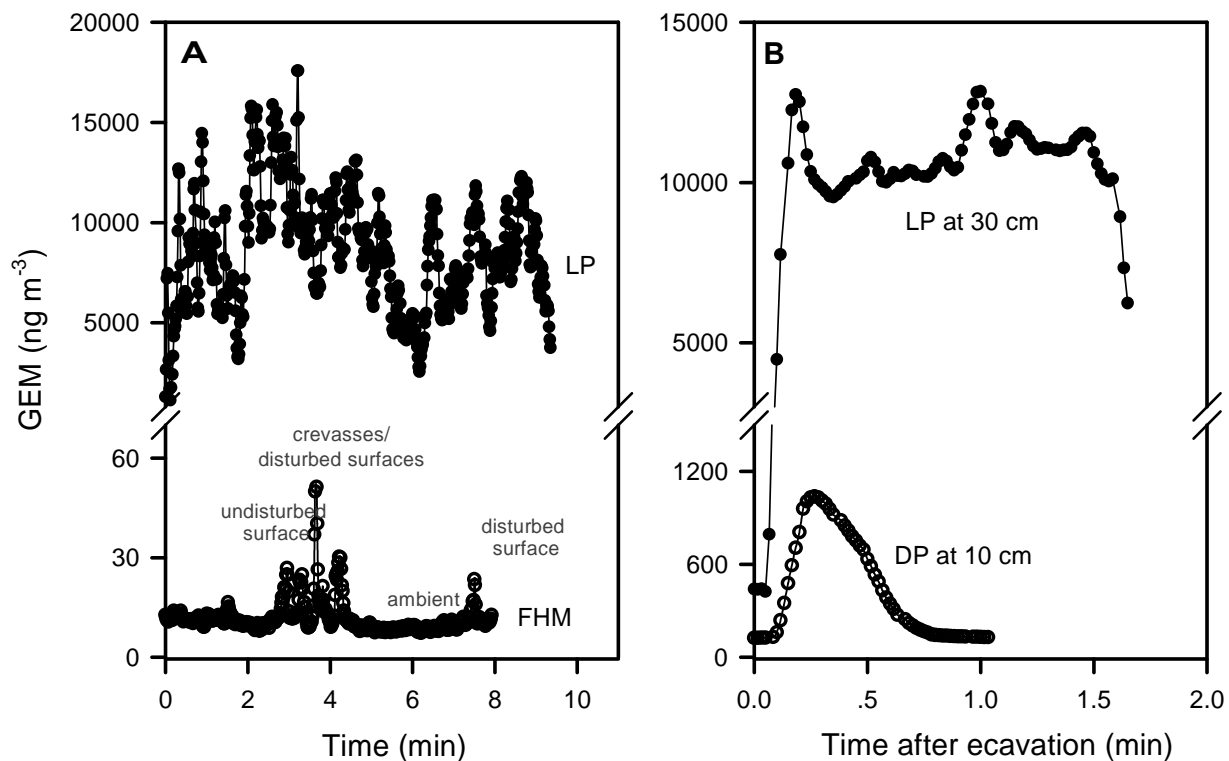 GEM (ng m-3)
20000
15000
10000
5000
60
30
0
A
LP
crevasses/
disturbed surfaces
undisturbed
surface
disturbed
surface
ambient
FHM
0 2 4 6 8 10
Time (min)
15000
10000
5000
1200
600
0
B
LP at 30 cm
DP at 10 cm
0.0 .5 1.0 1.5 2.0
Time after ecavation (min)